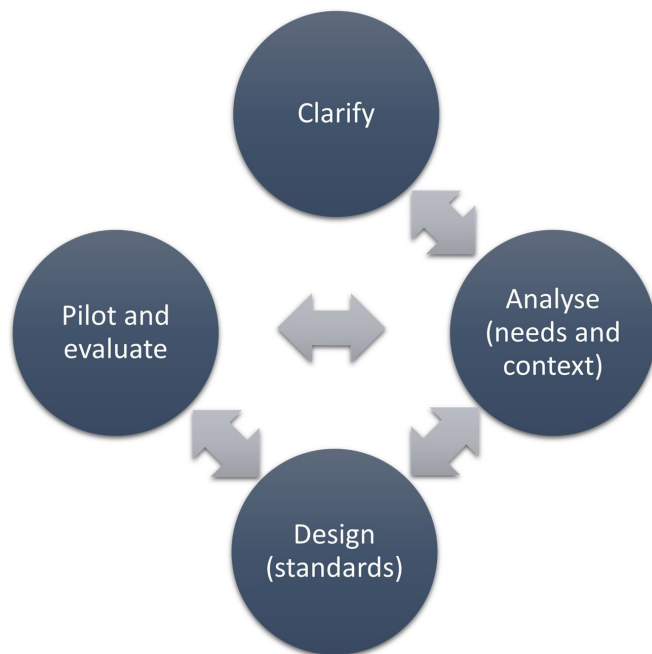 Clarify
Analyse
(needs and
context)
Design
(standards)
Pilot and
evaluate